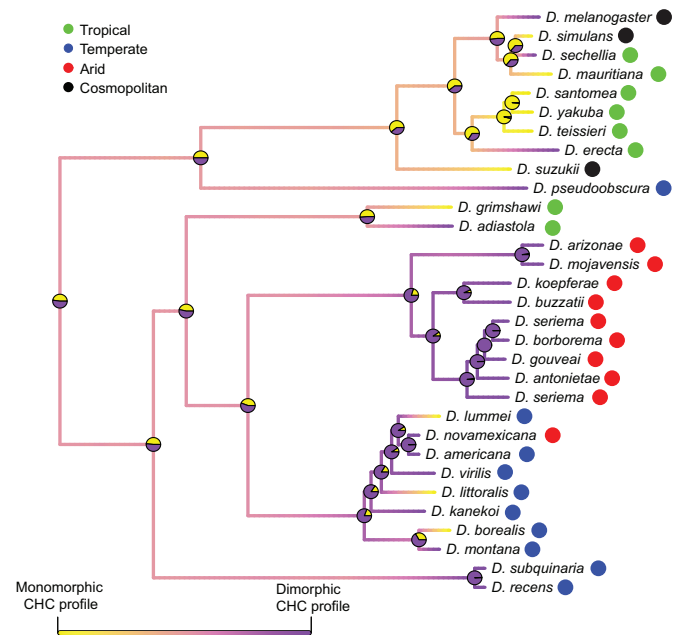 Tropical
Temperate
Arid
Cosmopolitan
D. melanogaster
D. simulans
D. sechellia
D. mauritiana
D. santomea
D. yakuba
D. teissieri
D. erecta
D. suzukii
D. pseudoobscura
D. grimshawi
D. adiastola
D. arizonae
D. mojavensis
D. koepferae
D. buzzatii
D. seriema
D. borborema
D. gouveai
D. antonietae
D. seriema
D. lummei
D. novamexicana
D. americana
D. virilis
D. littoralis
D. kanekoi
D. borealis
D. montana
D. subquinaria
D. recens
Monomorphic
CHC profile
Dimorphic
CHC profile